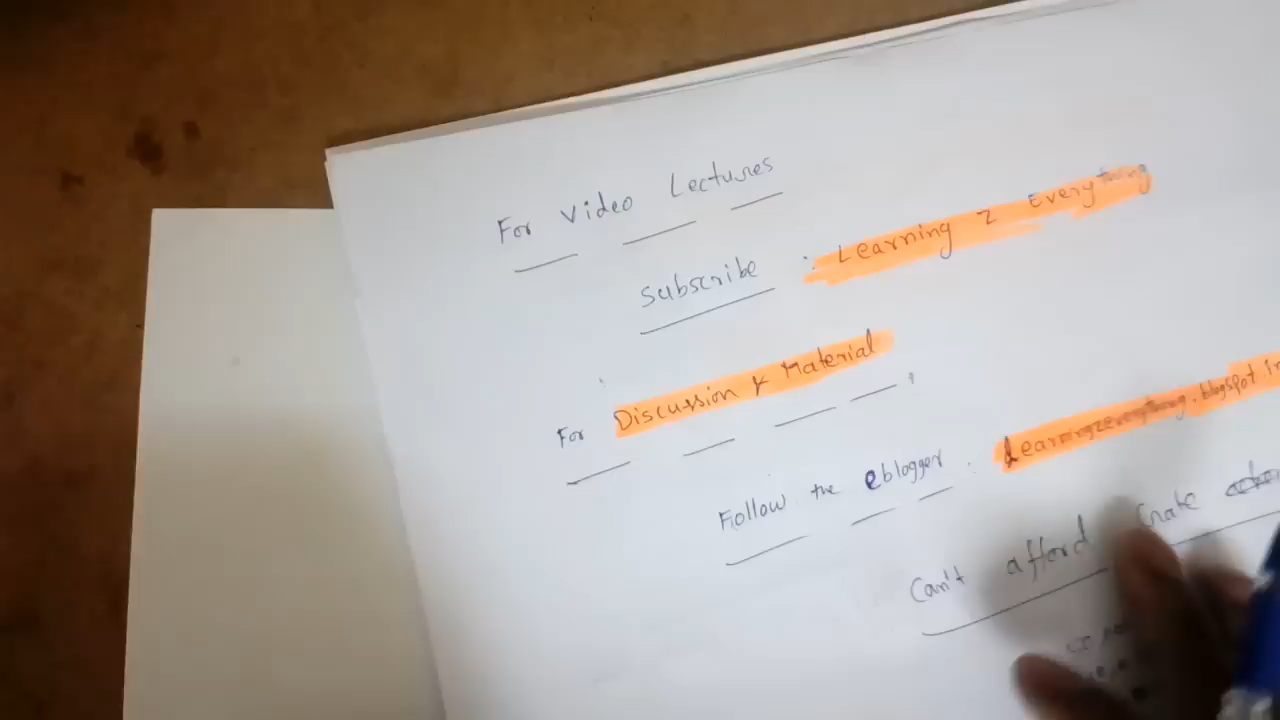 For Video Lectures
Subscribe : Learning 2 Everything
For Discussion & Material,
Follow the eblogger : Learning2everything.blogspot.in
Can't afford